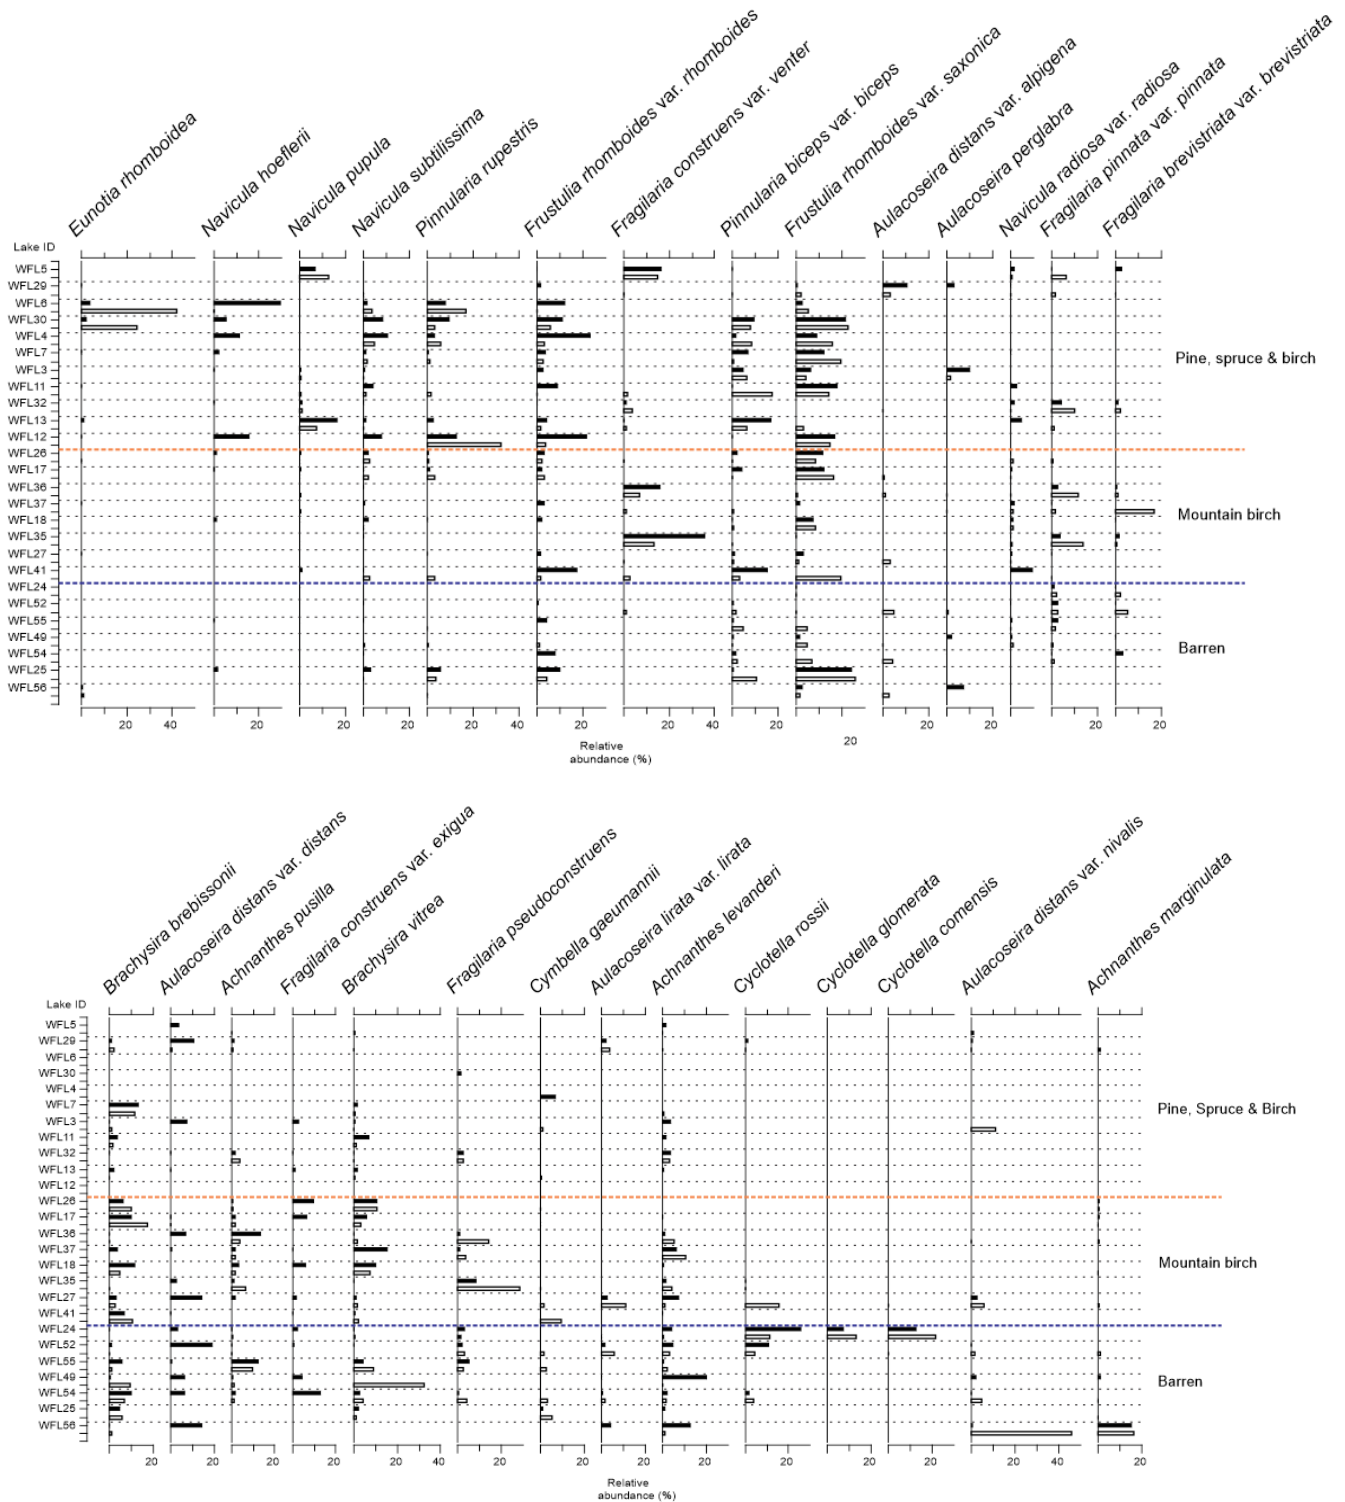 Eunotia rhomboidea
Navicula hoeflerii
Navicula pupula
Navicula subtilissima
Pinnularia rupestris
Frustulia rhomboides var. rhomboides
Fragilaria construens var. venter
Pinnularia biceps var. biceps
Frustulia rhomboides var. saxonica
Aulacoseira distans var. alpigena
Aulacoseira perglabra
Navicula radiosa var. radiosa
Fragilaria pinnata var. pinnata
Fragilaria brevistriata var. brevistriata
Lake ID
WFL5
WFL29
WFL6
WFL30
WFL4
WFL7
Pine, spruce & birch
WFL3
WFL11
WFL32
WFL13
WFL12
WFL26
WFL17
WFL36
WFL37
Mountain birch
WFL18
WFL35
WFL27
WFL41
WFL24
WFL52
WFL55
WFL49
Barren
WFL54
WFL25
WFL56
20 40 20 20 20 20 40 20 20 40 20 20 20 20 20 20
Relative
abundance (%)
Brachysira brebissonii
Aulacoseira distans var. distans
Achnanthes pusilla
Fragilaria construens var. exigua
Brachysira vitrea
Fragilaria pseudoconstruens
Cymbella gaeumannii
Aulacoseira lirata var. lirata
Achnanthes levanderi
Cyclotella rossii
Cyclotella glomerata
Cyclotella comensis
Aulacoseira distans var. nivalis
Achnanthes marginulata
Lake ID
WFL5
WFL29
WFL6
WFL30
WFL4
WFL7
Pine, Spruce & Birch
WFL3
WFL11
WFL32
WFL13
WFL12
WFL26
WFL17
WFL36
WFL37
Mountain birch
WFL18
WFL35
WFL27
WFL41
WFL24
WFL52
WFL55
WFL49
Barren
WFL54
WFL25
WFL56
20 20 20 20 20 40 20 20 20 20 20 20 20 20 40 20
Relative
abundance (%)